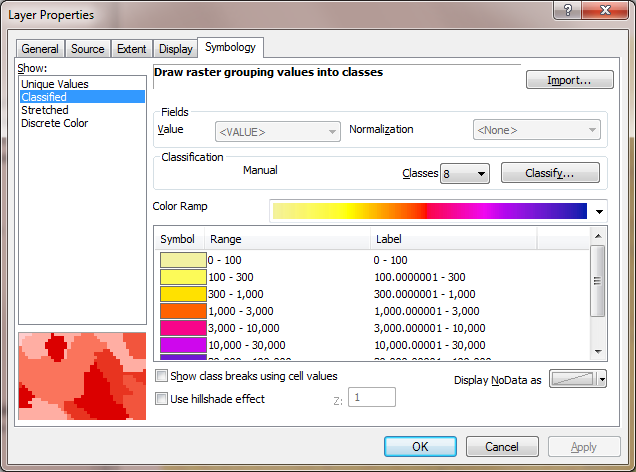 Layer Properties
General Source Extent Display Symbology
Show:
Unique Values
Classified
Stretched
Discrete Color
Draw raster grouping values into classes
Import...
Fields
Value <VALUE> Normalization <None>
Classification
Manual Classes 8 Classify...
Color Ramp
Symbol Range Label
0 - 100 0 - 100
100 - 300 100.0000001 - 300
300 - 1,000 300.0000001 - 1,000
1,000 - 3,000 1,000.000001 - 3,000
3,000 - 10,000 3,000.000001 - 10,000
10,000 - 30,000 10,000.00001 - 30,000
Show class breaks using cell values
Display NoData as
Use hillshade effect Z: 1
OK Cancel Apply